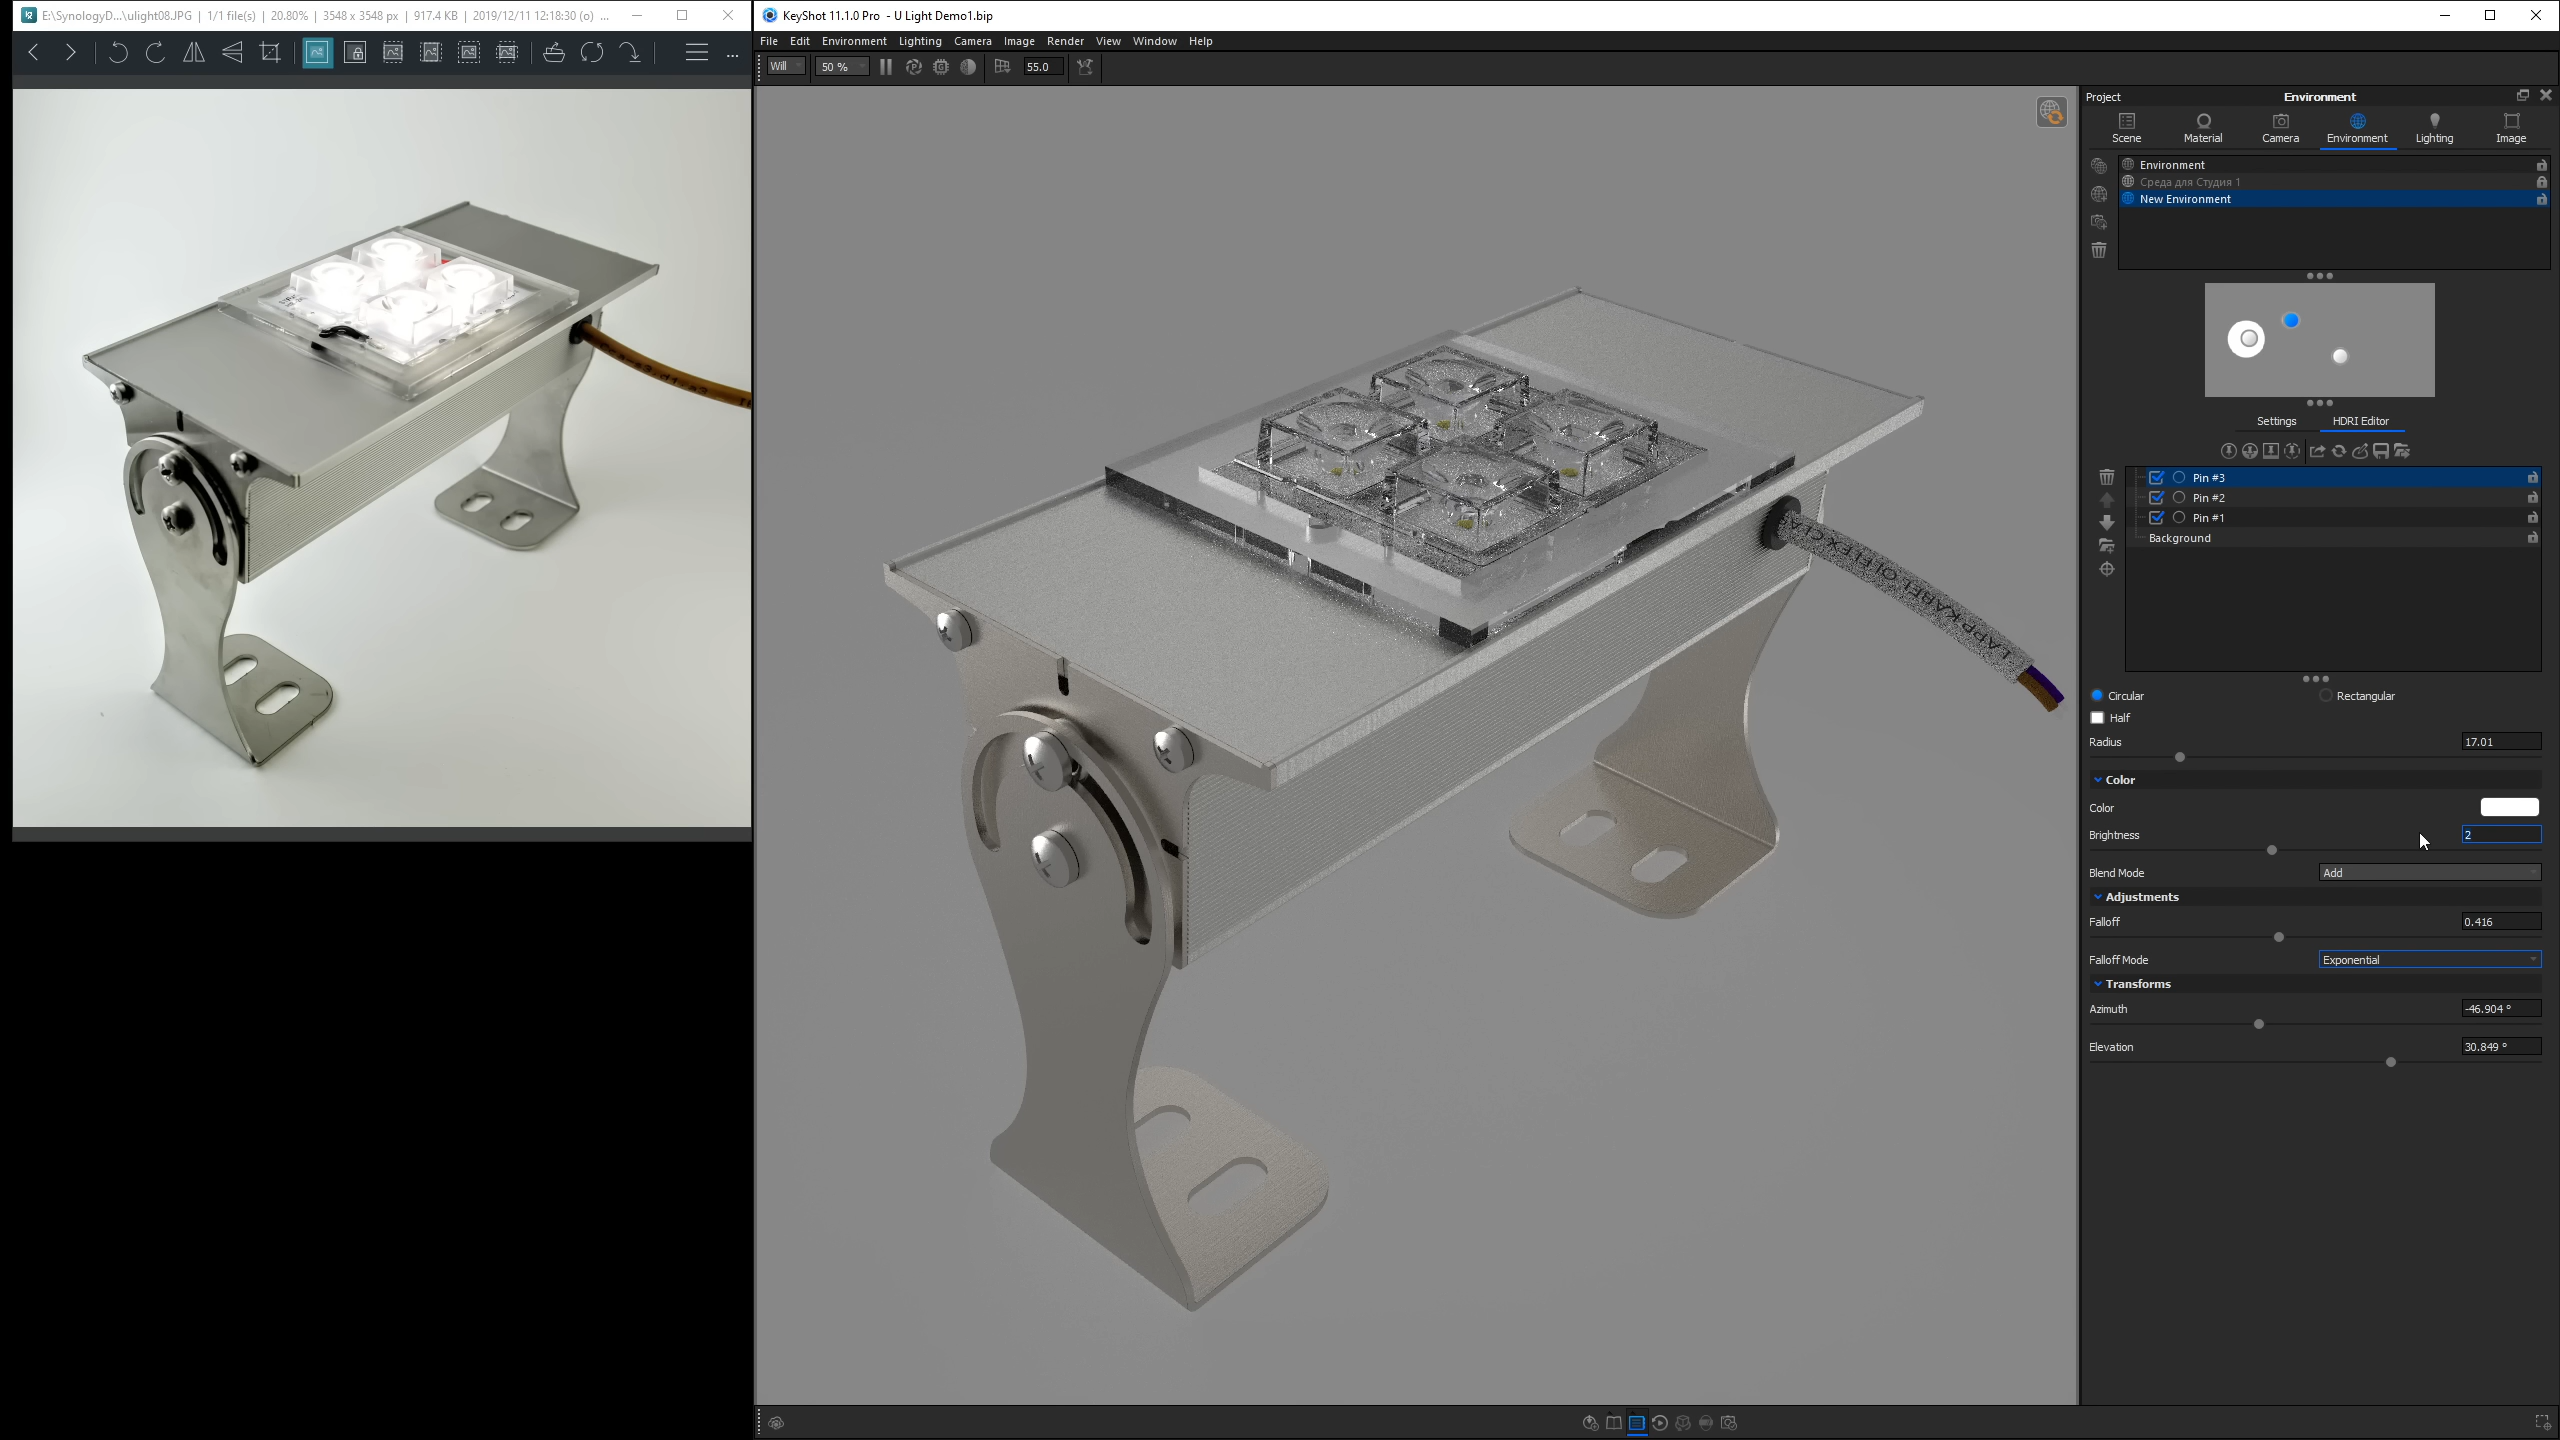 E:\SynologyD...\ulight08.JPG | 1/1 file(s) | 20.80% | 3548 x 3548 px | 917.4 KB | 2019/12/11 12:18:30 (o) ...
KeyShot 11.1.0 Pro - U Light Demo1.bip
File Edit Environment Lighting Camera Image Render View Window Help
Will 50 % 55.0
Project Environment
Scene Material Camera Environment Lighting Image
Environment
Среда для Студия 1
New Environment
Settings HDRI Editor
Pin #3
Pin #2
Pin #1
Background
Circular Rectangular
Half
Radius 17.01
Color
Color
Brightness 2
Blend Mode Add
Adjustments
Falloff 0.416
Falloff Mode Exponential
Transforms
Azimuth -46.904 °
Elevation 30.849 °
LAPP KABEL OLFLEX CLA